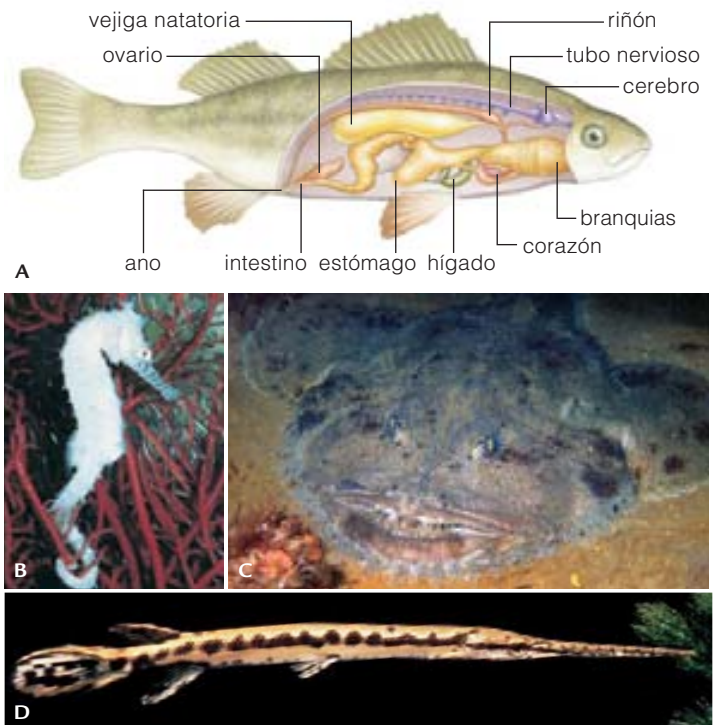 vejiga natatoria
riñón
ovario
tubo nervioso
cerebro
branquias
corazón
ano
intestino
estómago
hígado
A
B
C
D